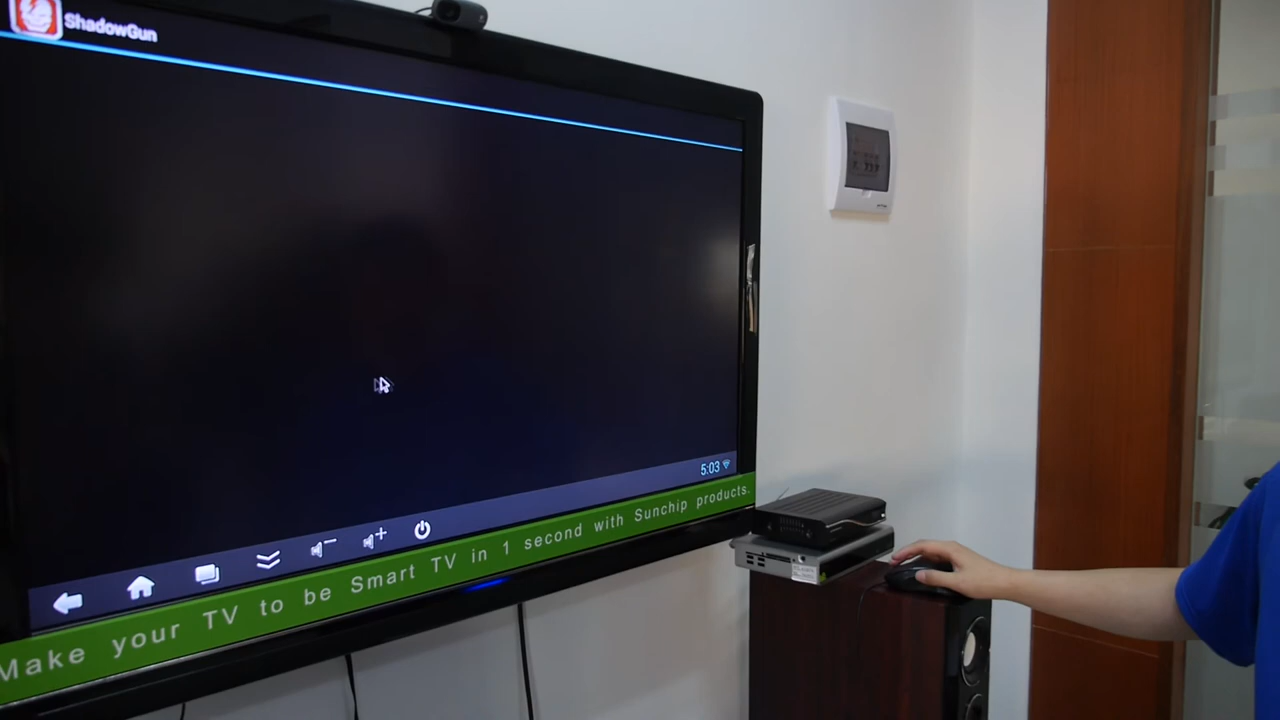 ShadowGun
5:03
Make your TV to be Smart TV in 1 second with Sunchip products.